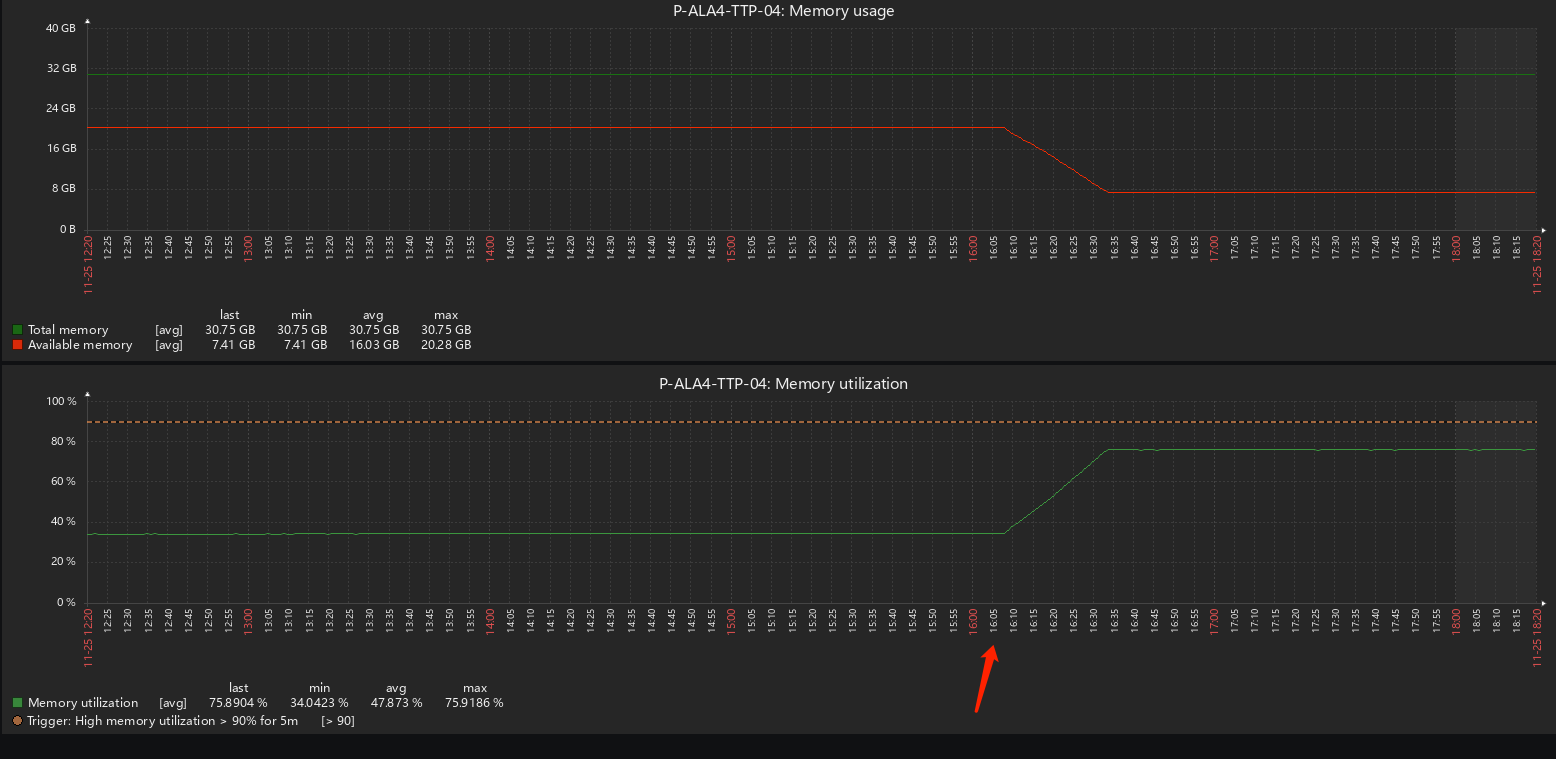 P-ALA4-TTP-04: Memory usage
40 GB
32 GB
24 GB
16 GB
8 GB
0 B
11-25 12:20 12:25 12:30 12:35 12:40 12:45 12:50 12:55 13:00 13:05 13:10 13:15 13:20 13:25 13:30 13:35 13:40 13:45 13:50 13:55 14:00 14:05 14:10 14:15 14:20 14:25 14:30 14:35 14:40 14:45 14:50 14:55 15:00 15:05 15:10 15:15 15:20 15:25 15:30 15:35 15:40 15:45 15:50 15:55 16:00 16:05 16:10 16:15 16:20 16:25 16:30 16:35 16:40 16:45 16:50 16:55 17:00 17:05 17:10 17:15 17:20 17:25 17:30 17:35 17:40 17:45 17:50 17:55 18:00 18:05 18:10 18:15 11-25 18:20
last min avg max
Total memory [avg] 30.75 GB 30.75 GB 30.75 GB 30.75 GB
Available memory [avg] 7.41 GB 7.41 GB 16.03 GB 20.28 GB
P-ALA4-TTP-04: Memory utilization
100 %
80 %
60 %
40 %
20 %
0 %
11-25 12:20 12:25 12:30 12:35 12:40 12:45 12:50 12:55 13:00 13:05 13:10 13:15 13:20 13:25 13:30 13:35 13:40 13:45 13:50 13:55 14:00 14:05 14:10 14:15 14:20 14:25 14:30 14:35 14:40 14:45 14:50 14:55 15:00 15:05 15:10 15:15 15:20 15:25 15:30 15:35 15:40 15:45 15:50 15:55 16:00 16:05 16:10 16:15 16:20 16:25 16:30 16:35 16:40 16:45 16:50 16:55 17:00 17:05 17:10 17:15 17:20 17:25 17:30 17:35 17:40 17:45 17:50 17:55 18:00 18:05 18:10 18:15 11-25 18:20
last min avg max
Memory utilization [avg] 75.8904 % 34.0423 % 47.873 % 75.9186 %
Trigger: High memory utilization > 90% for 5m [> 90]